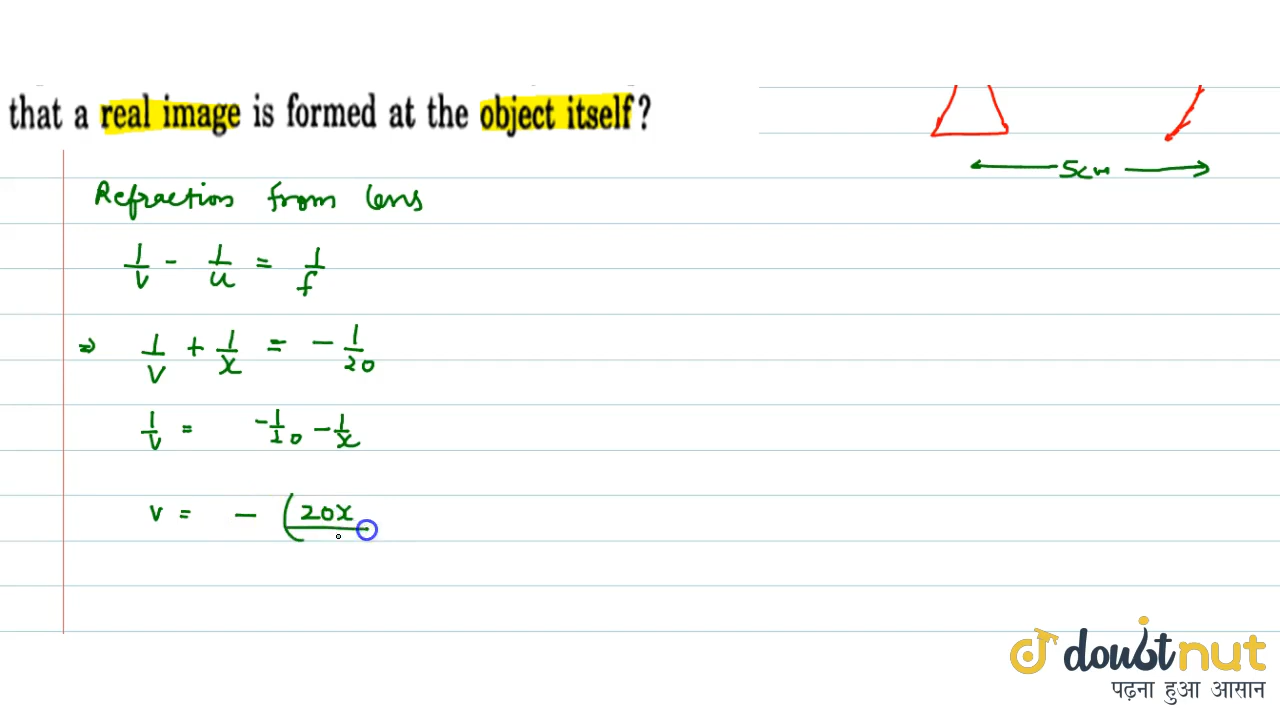 that a real image is formed at the object itself?
5cm
Refraction from lens
1/v - 1/u = 1/f
⇒ 1/v + 1/x = - 1/20
1/v = -1/20 - 1/x
v = - (20x
doubtnut
पढ़ना हुआ आसान